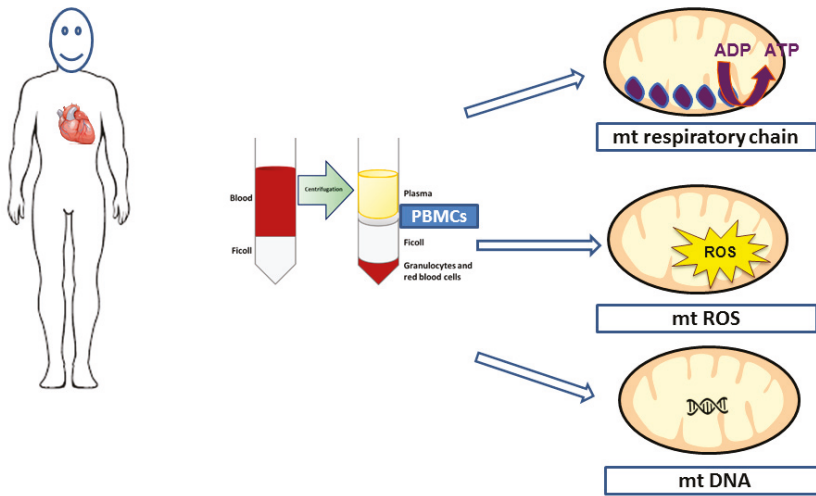 ADP ATP
mt respiratory chain
Centrifugation
Blood
Plasma
PBMCs
Ficoll
Ficoll
Granulocytes and
red blood cells
ROS
mt ROS
mt DNA